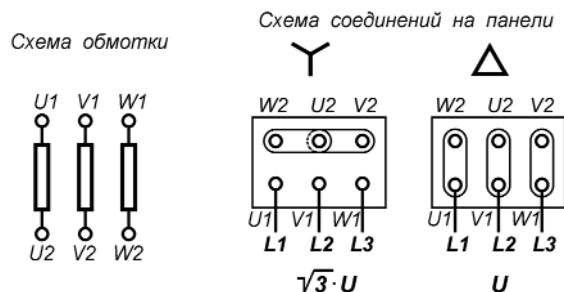 Схема соединений на панели
Схема обмотки
U1 V1 W1
U2 V2 W2
W2 U2 V2
U1 V1 W1
L1 L2 L3
√3·U
W2 U2 V2
U1 V1 W1
L1 L2 L3
U